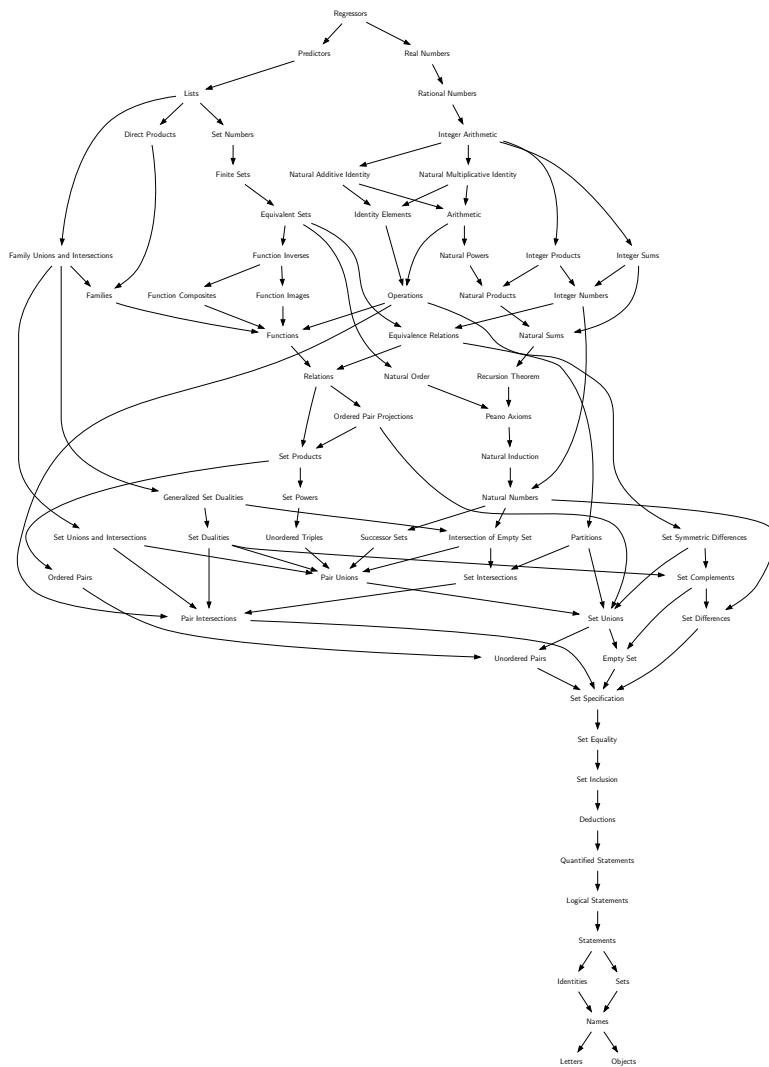 Regressors
Predictors
Real Numbers
Lists
Rational Numbers
Direct Products
Set Numbers
Integer Arithmetic
Finite Sets
Natural Additive Identity
Natural Multiplicative Identity
Equivalent Sets
Identity Elements
Arithmetic
Family Unions and Intersections
Function Inverses
Natural Powers
Integer Products
Integer Sums
Families
Function Composites
Function Images
Operations
Natural Products
Integer Numbers
Functions
Equivalence Relations
Natural Sums
Relations
Natural Order
Recursion Theorem
Ordered Pair Projections
Peano Axioms
Set Products
Natural Induction
Generalized Set Dualities
Set Powers
Natural Numbers
Set Unions and Intersections
Set Dualities
Unordered Triples
Successor Sets
Intersection of Empty Set
Partitions
Set Symmetric Differences
Ordered Pairs
Pair Unions
Set Intersections
Set Complements
Pair Intersections
Set Unions
Set Differences
Unordered Pairs
Empty Set
Set Specification
Set Equality
Set Inclusion
Deductions
Quantified Statements
Logical Statements
Statements
Identities
Sets
Names
Letters
Objects